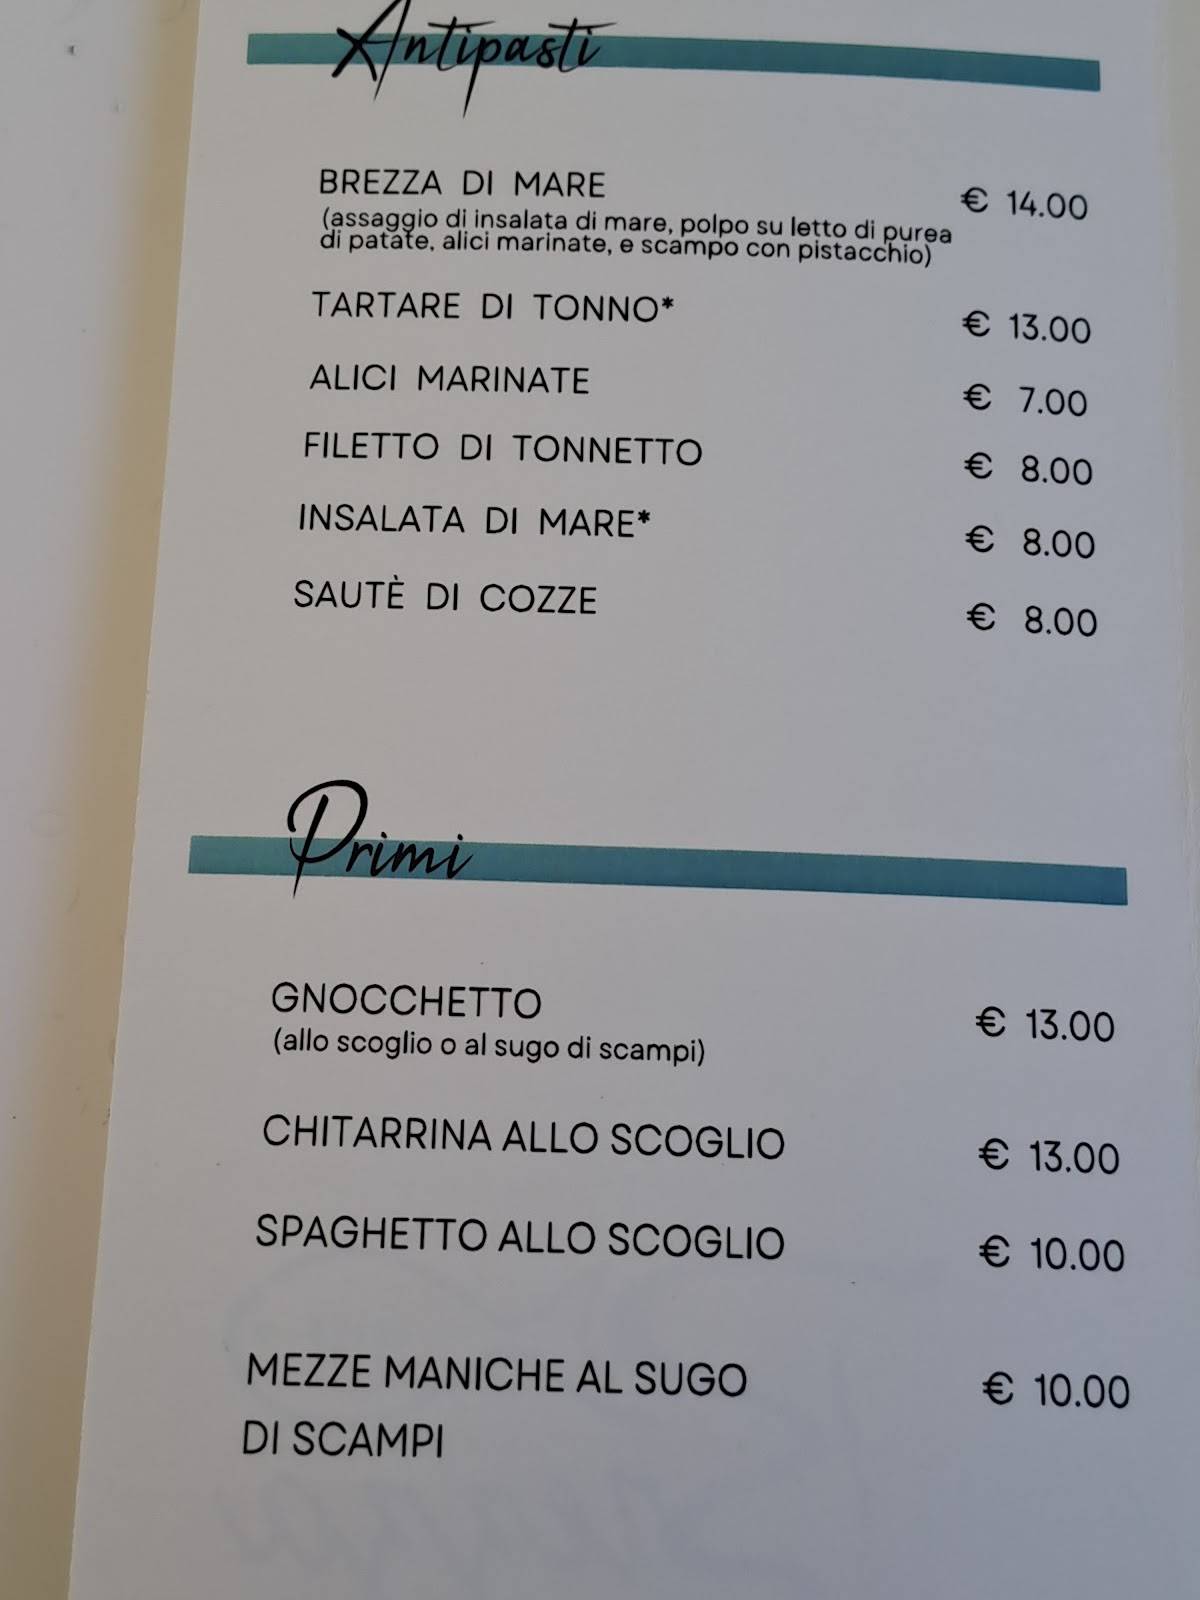 Antipasti
BREZZA DI MARE € 14.00
(assaggio di insalata di mare, polpo su letto di purea
di patate, alici marinate, e scampo con pistacchio)
TARTARE DI TONNO* € 13.00
ALICI MARINATE € 7.00
FILETTO DI TONNETTO € 8.00
INSALATA DI MARE* € 8.00
SAUTÈ DI COZZE € 8.00
Primi
GNOCCHETTO € 13.00
(allo scoglio o al sugo di scampi)
CHITARRINA ALLO SCOGLIO € 13.00
SPAGHETTO ALLO SCOGLIO € 10.00
MEZZE MANICHE AL SUGO € 10.00
DI SCAMPI